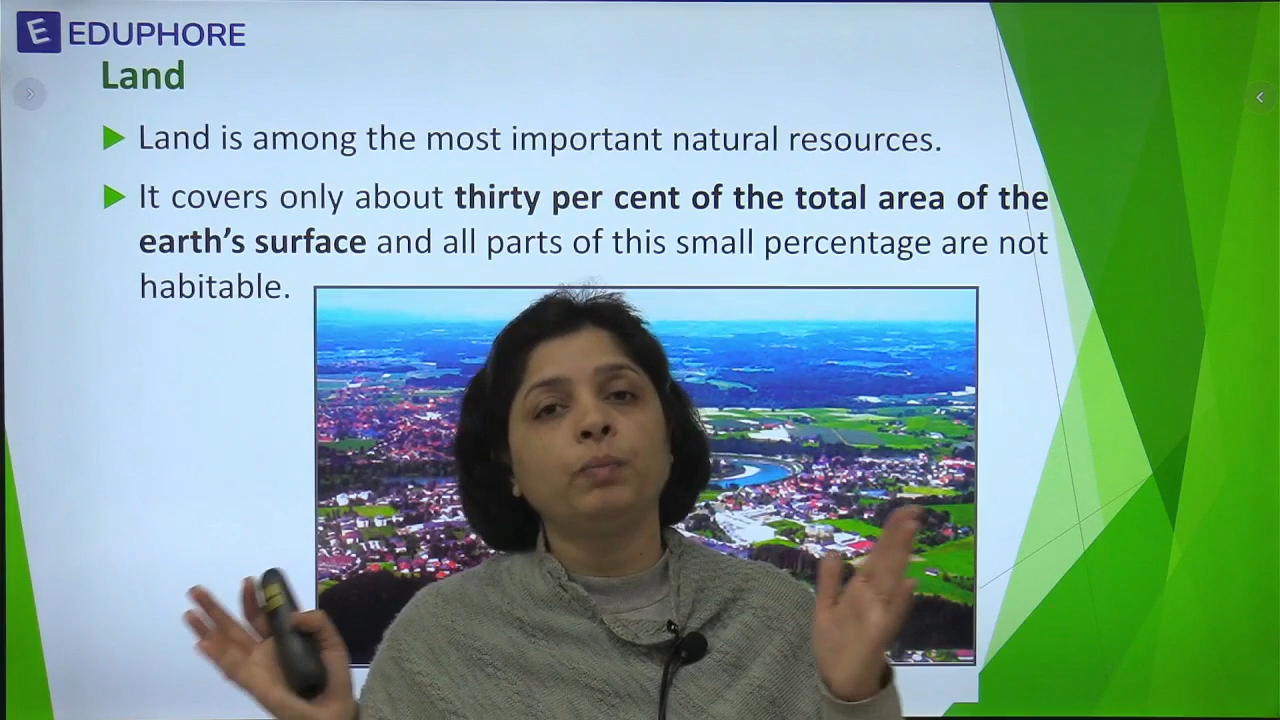 E EDUPHORE
Land
Land is among the most important natural resources.
It covers only about thirty per cent of the total area of the
earth's surface and all parts of this small percentage are not
habitable.